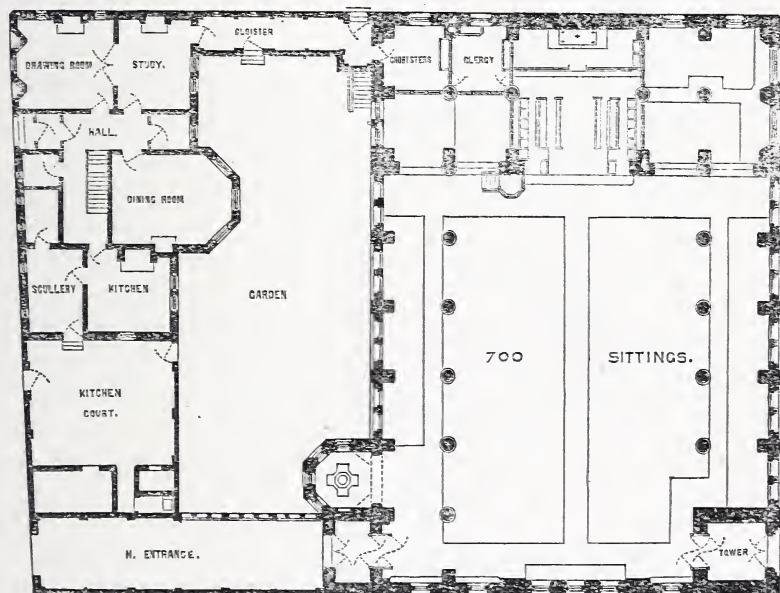 CLOISTER
DRAWING ROOM
STUDY.
CHORISTERS
CLERGY
HALL.
DINING ROOM
SCULLERY
KITCHEN
GARDEN
700 SITTINGS.
KITCHEN
COURT.
N. ENTRANCE.
TOWER